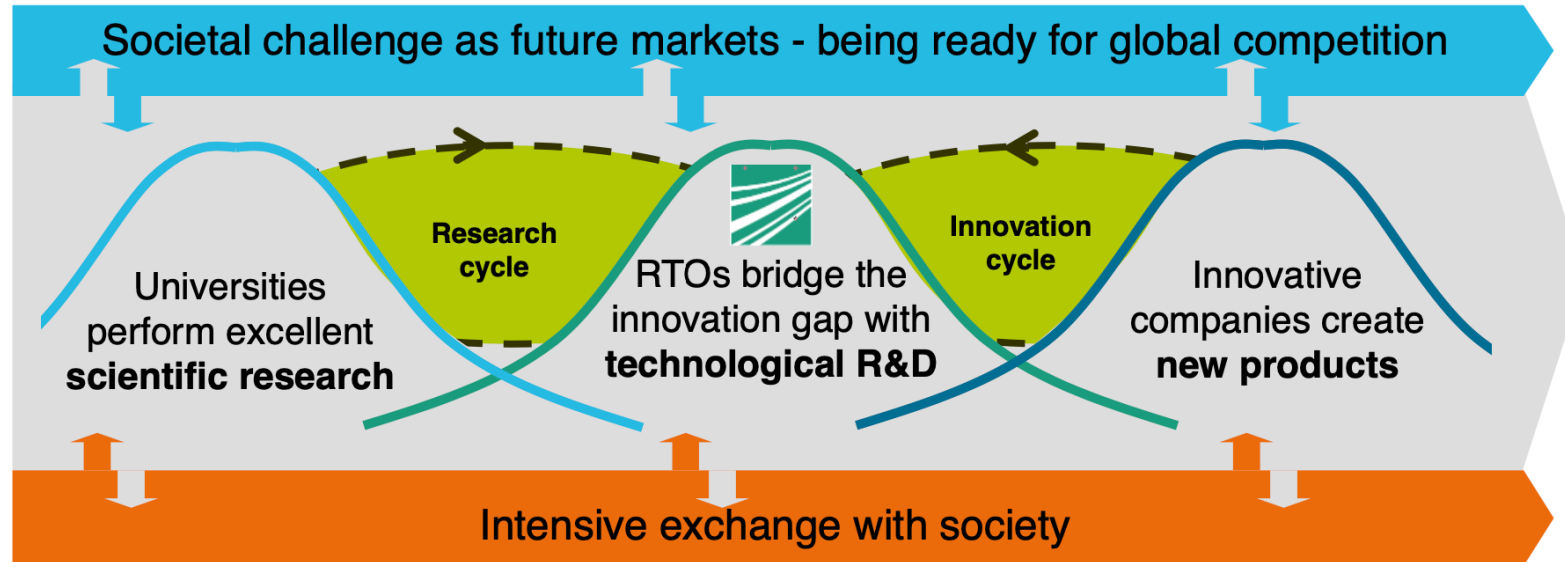 Societal challenge as future markets - being ready for global competition
Research
cycle
Innovation
cycle
Universities
perform excellent
scientific research
RTOs bridge the
innovation gap with
technological R&D
Innovative
companies create
new products
Intensive exchange with society